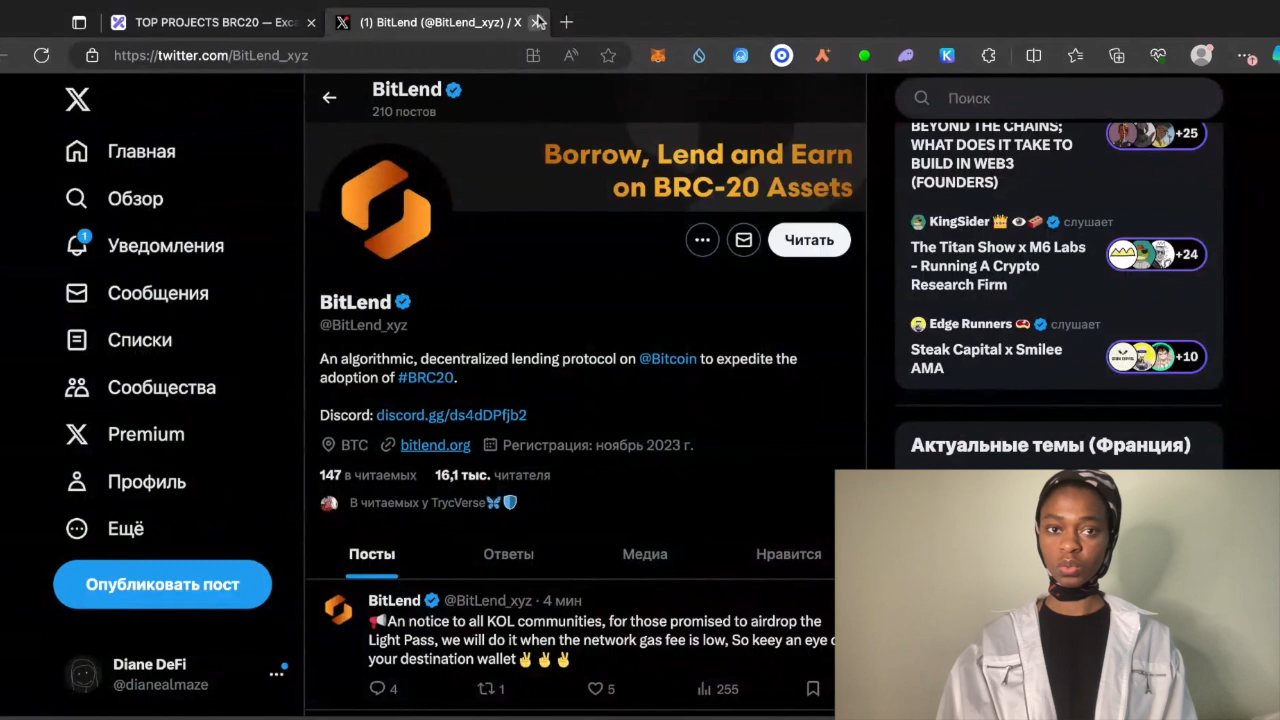 TOP PROJECTS BRC20 — Exca
(1) BitLend (@BitLend_xyz) / X
https://twitter.com/BitLend_xyz
BitLend
210 постов
Borrow, Lend and Earn
on BRC-20 Assets
Главная
Обзор
1
Уведомления
Сообщения
Списки
Сообщества
Premium
Профиль
Ещё
Опубликовать пост
Diane DeFi
@dianealmaze
Читать
BitLend
@BitLend_xyz
An algorithmic, decentralized lending protocol on @Bitcoin to expedite the
adoption of #BRC20.
Discord: discord.gg/ds4dDPfjb2
BTC bitlend.org Регистрация: ноябрь 2023 г.
147 в читаемых 16,1 тыс. читателя
В читаемых у TrycVerse
Посты Ответы Медиа Нравится
BitLend @BitLend_xyz · 4 мин
An notice to all KOL communities, for those promised to airdrop the
Light Pass, we will do it when the network gas fee is low, So keey an eye o
your destination wallet
4 1 5 255
Поиск
BEYOND THE CHAINS;
WHAT DOES IT TAKE TO
BUILD IN WEB3
(FOUNDERS)
+25
KingSider слушает
The Titan Show x M6 Labs
- Running A Crypto
Research Firm
+24
Edge Runners слушает
Steak Capital x Smilee
AMA
+10
Актуальные темы (Франция)